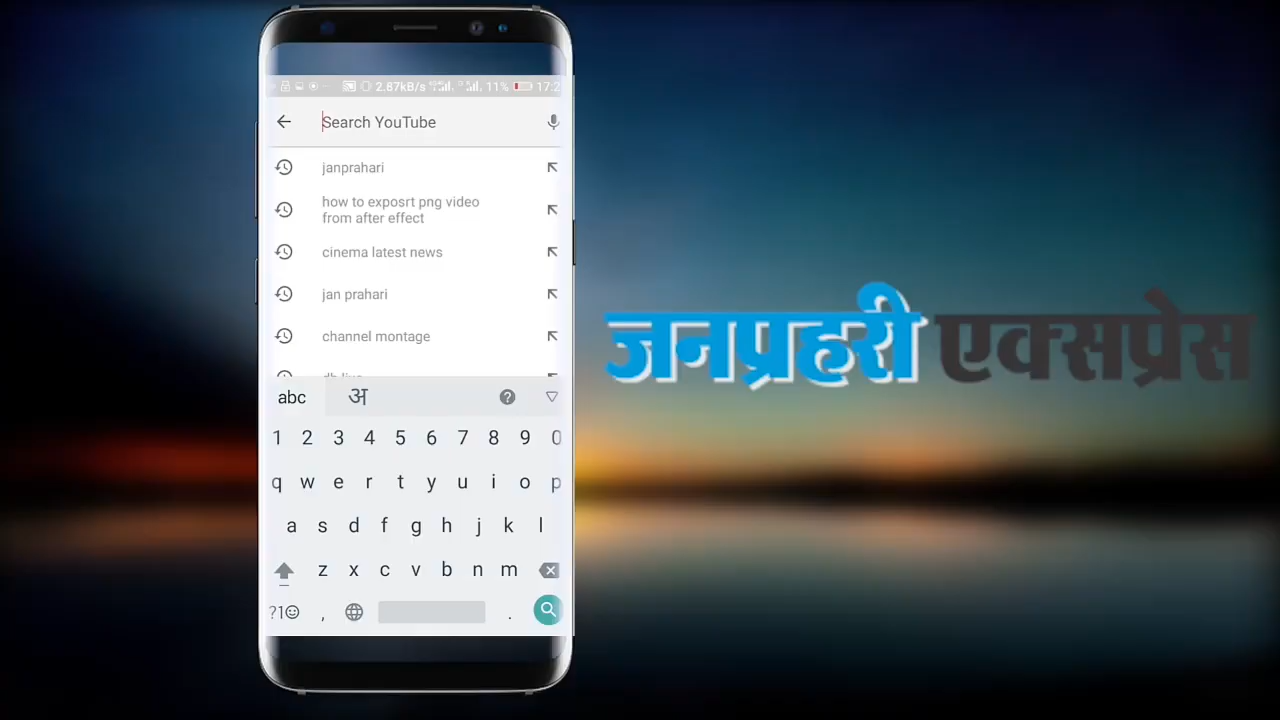 2.87kB/s 11% 17:2
Search YouTube
janprahari
how to exposrt png video
from after effect
cinema latest news
jan prahari
channel montage
abc अ ?
1 2 3 4 5 6 7 8 9 0
q w e r t y u i o p
a s d f g h j k l
z x c v b n m
?1☺ , .
जनप्रहरी एक्सप्रेस